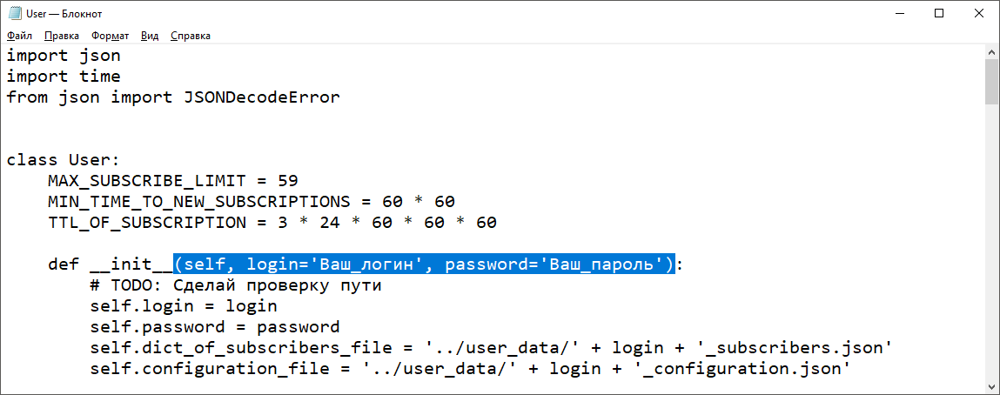 User — Блокнот
Файл Правка Формат Вид Справка
import json
import time
from json import JSONDecodeError
class User:
    MAX_SUBSCRIBE_LIMIT = 59
    MIN_TIME_TO_NEW_SUBSCRIPTIONS = 60 * 60
    TTL_OF_SUBSCRIPTION = 3 * 24 * 60 * 60 * 60
    def __init__(self, login='Ваш_логин', password='Ваш_пароль'):
        # TODO: Сделай проверку пути
        self.login = login
        self.password = password
        self.dict_of_subscribers_file = '../user_data/' + login + '_subscribers.json'
        self.configuration_file = '../user_data/' + login + '_configuration.json'